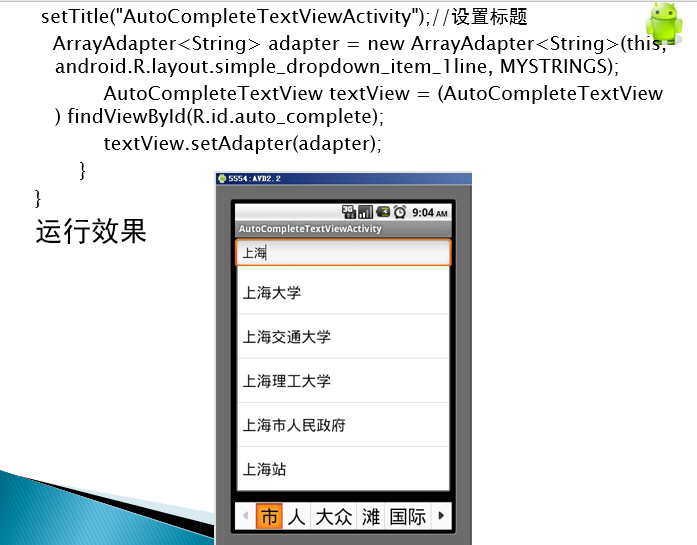 setTitle("AutoCompleteTextViewActivity");//设置标题
ArrayAdapter<String> adapter = new ArrayAdapter<String>(this,
android.R.layout.simple_dropdown_item_1line, MYSTRINGS);
AutoCompleteTextView textView = (AutoCompleteTextView
) findViewById(R.id.auto_complete);
textView.setAdapter(adapter);
}
}
运行效果
5554:AVD2.2
3G 9:04 AM
AutoCompleteTextViewActivity
上海
上海大学
上海交通大学
上海理工大学
上海市人民政府
上海站
市 人 大众 滩 国际